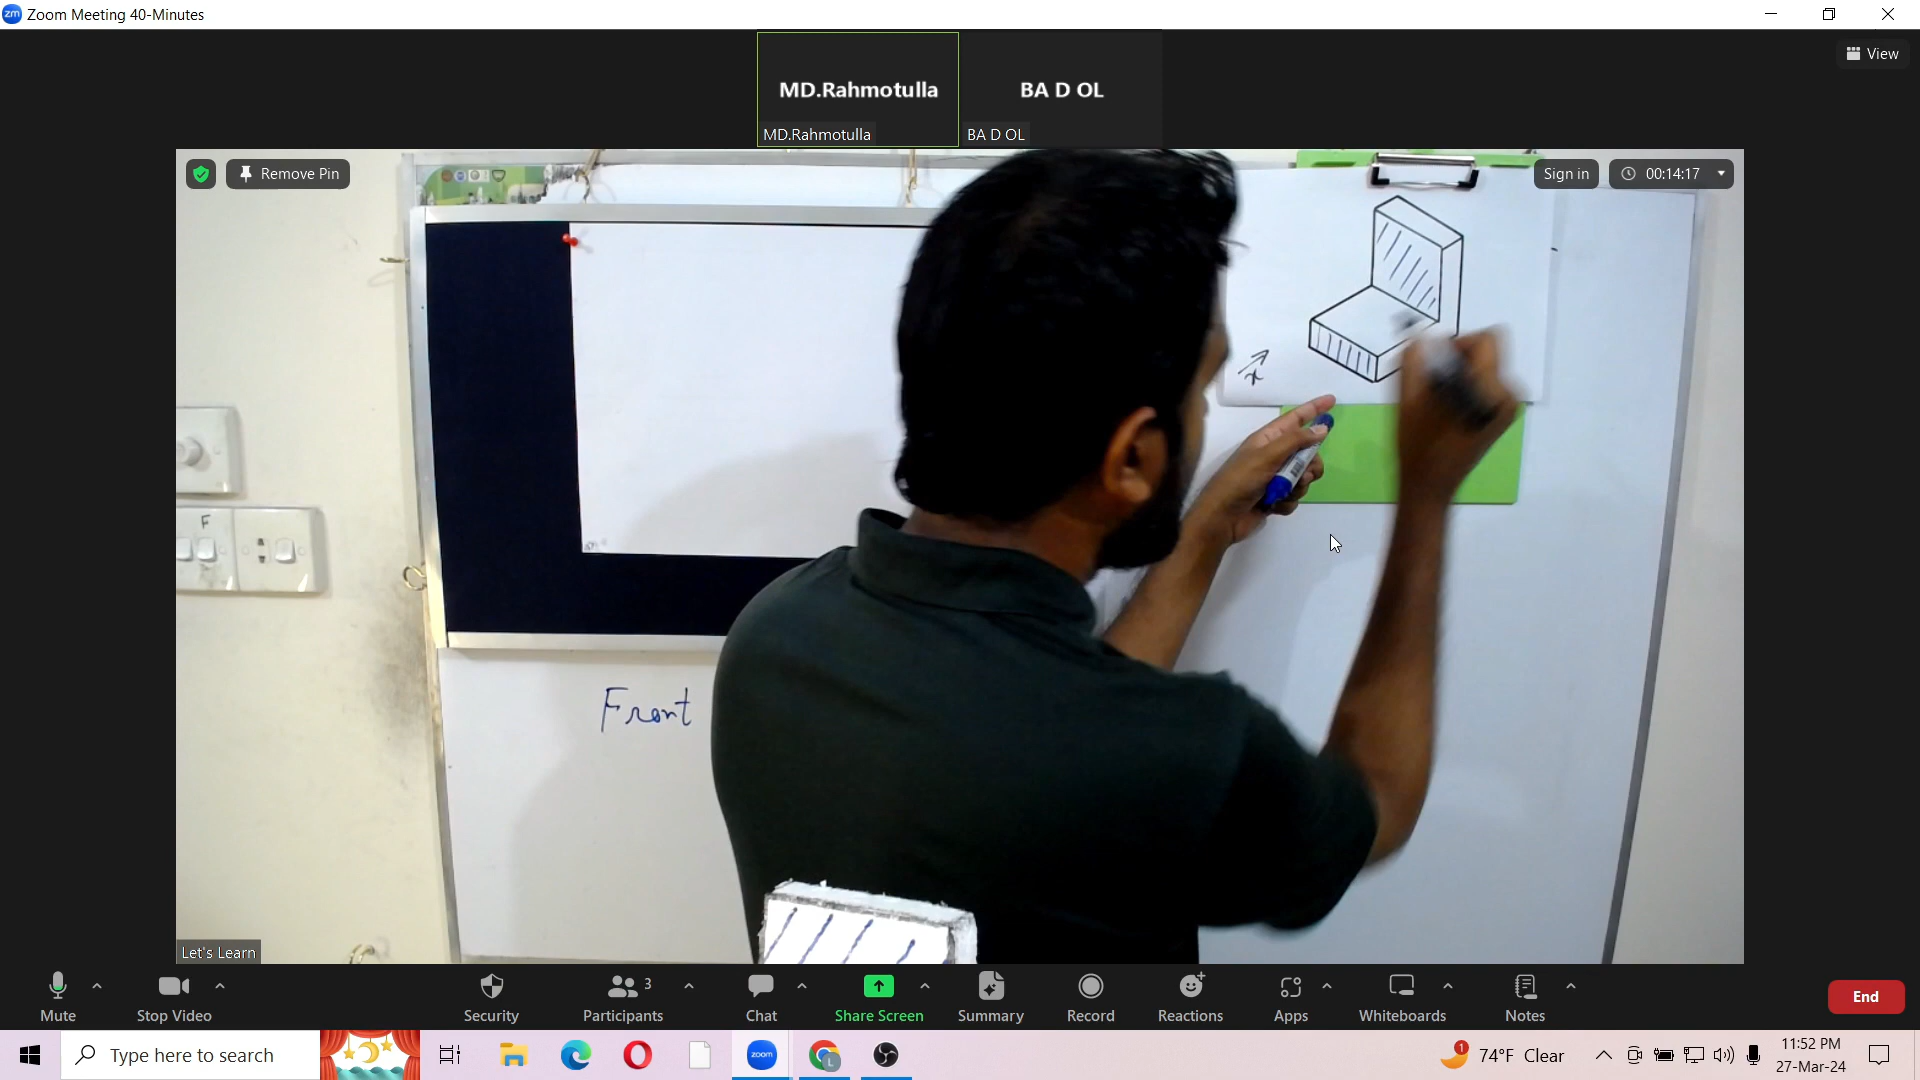 Zoom Meeting 40-Minutes
View
MD.Rahmotulla
BA D OL
MD.Rahmotulla
BA D OL
Remove Pin
Sign in
00:14:17
x
F
Front
Let's Learn
Mute
Stop Video
Security
Participants
3
Chat
Share Screen
Summary
Record
Reactions
Apps
Whiteboards
Notes
End
Type here to search
zoom
L
1
74°F Clear
11:52 PM
27-Mar-24